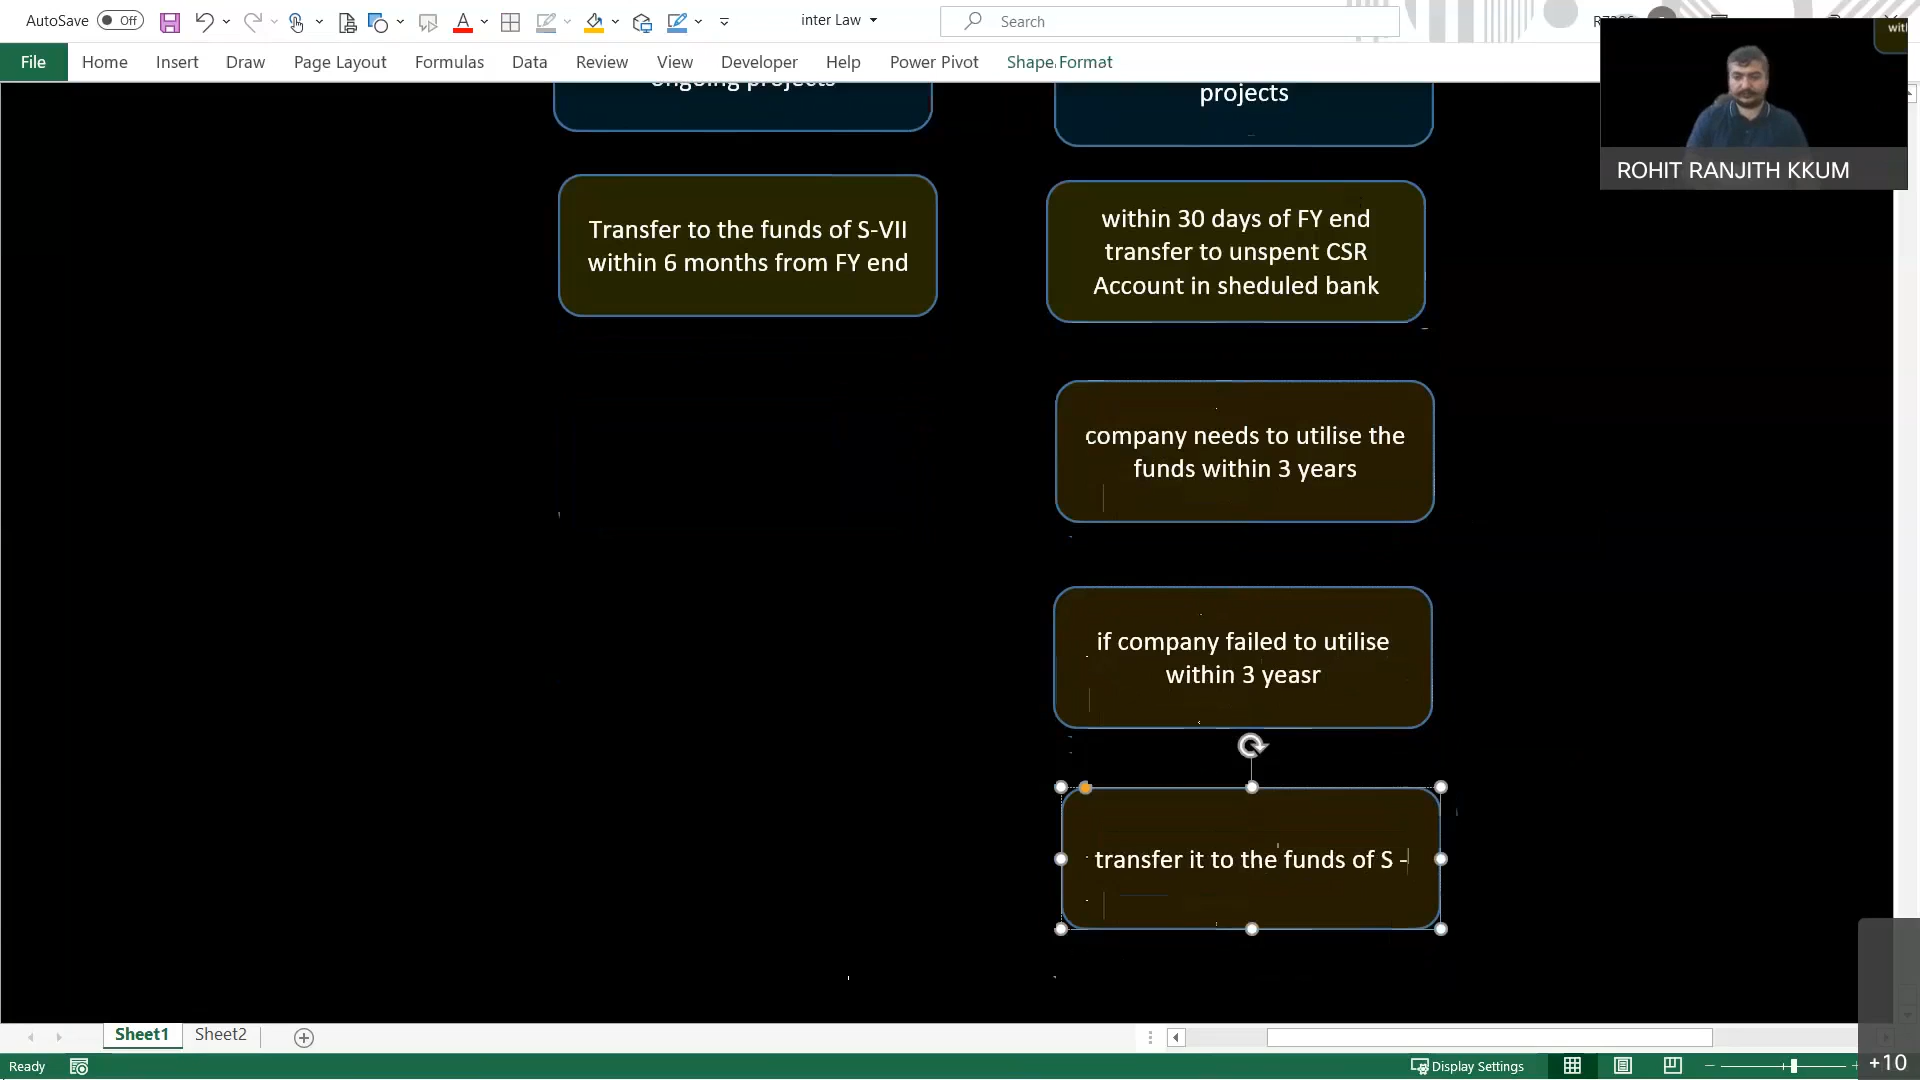 AutoSave Off
inter Law
Search
File Home Insert Draw Page Layout Formulas Data Review View Developer Help Power Pivot Shape Format
ROHIT RANJITH KKUM
ongoing projects
projects
Transfer to the funds of S-VII
within 6 months from FY end
within 30 days of FY end
transfer to unspent CSR
Account in sheduled bank
company needs to utilise the
funds within 3 years
if company failed to utilise
within 3 yeasr
transfer it to the funds of S -
Sheet1 Sheet2
Ready
Display Settings
+10